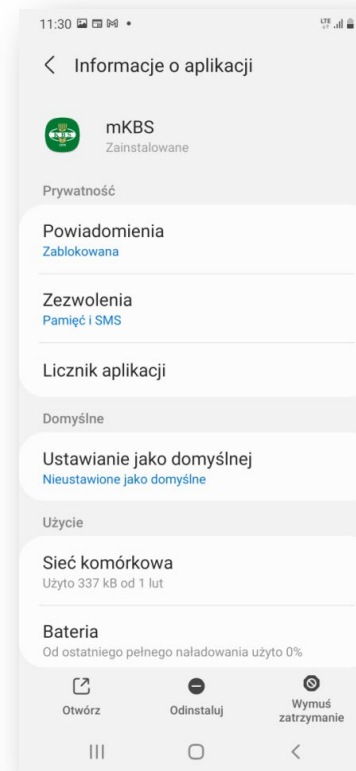 11:30
LTE
Informacje o aplikacji
KBS
mKBS
Zainstalowane
Prywatność
Powiadomienia
Zablokowana
Zezwolenia
Pamięć i SMS
Licznik aplikacji
Domyślne
Ustawianie jako domyślnej
Nieustawione jako domyślne
Użycie
Sieć komórkowa
Użyto 337 kB od 1 lut
Bateria
Od ostatniego pełnego naładowania użyto 0%
Otwórz
Odinstaluj
Wymuś
zatrzymanie